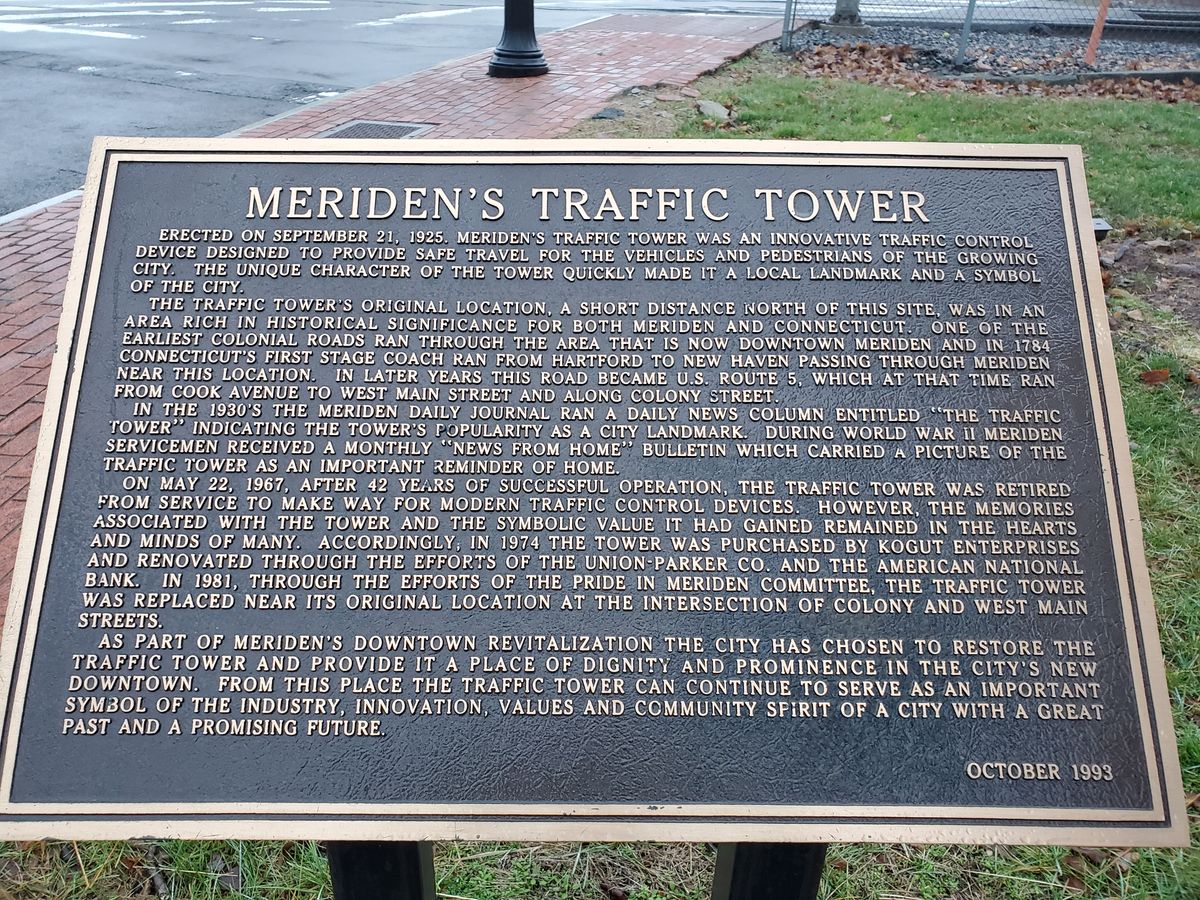 MERIDEN'S TRAFFIC TOWER
ERECTED ON SEPTEMBER 21, 1925. MERIDEN'S TRAFFIC TOWER WAS AN INNOVATIVE TRAFFIC CONTROL
DEVICE DESIGNED TO PROVIDE SAFE TRAVEL FOR THE VEHICLES AND PEDESTRIANS OF THE GROWING
CITY. THE UNIQUE CHARACTER OF THE TOWER QUICKLY MADE IT A LOCAL LANDMARK AND A SYMBOL
OF THE CITY.
THE TRAFFIC TOWER'S ORIGINAL LOCATION, A SHORT DISTANCE NORTH OF THIS SITE, WAS IN AN
AREA RICH IN HISTORICAL SIGNIFICANCE FOR BOTH MERIDEN AND CONNECTICUT. ONE OF THE
EARLIEST COLONIAL ROADS RAN THROUGH THE AREA THAT IS NOW DOWNTOWN MERIDEN AND IN 1784
CONNECTICUT'S FIRST STAGE COACH RAN FROM HARTFORD TO NEW HAVEN PASSING THROUGH MERIDEN
NEAR THIS LOCATION. IN LATER YEARS THIS ROAD BECAME U.S. ROUTE 5, WHICH AT THAT TIME RAN
FROM COOK AVENUE TO WEST MAIN STREET AND ALONG COLONY STREET.
IN THE 1930'S THE MERIDEN DAILY JOURNAL RAN A DAILY NEWS COLUMN ENTITLED "THE TRAFFIC
TOWER" INDICATING THE TOWER'S POPULARITY AS A CITY LANDMARK. DURING WORLD WAR II MERIDEN
SERVICEMEN RECEIVED A MONTHLY "NEWS FROM HOME" BULLETIN WHICH CARRIED A PICTURE OF THE
TRAFFIC TOWER AS AN IMPORTANT REMINDER OF HOME.
ON MAY 22, 1967, AFTER 42 YEARS OF SUCCESSFUL OPERATION, THE TRAFFIC TOWER WAS RETIRED
FROM SERVICE TO MAKE WAY FOR MODERN TRAFFIC CONTROL DEVICES. HOWEVER, THE MEMORIES
ASSOCIATED WITH THE TOWER AND THE SYMBOLIC VALUE IT HAD GAINED REMAINED IN THE HEARTS
AND MINDS OF MANY. ACCORDINGLY, IN 1974 THE TOWER WAS PURCHASED BY KOGUT ENTERPRISES
AND RENOVATED THROUGH THE EFFORTS OF THE UNION-PARKER CO. AND THE AMERICAN NATIONAL
BANK. IN 1981, THROUGH THE EFFORTS OF THE PRIDE IN MERIDEN COMMITTEE, THE TRAFFIC TOWER
WAS REPLACED NEAR ITS ORIGINAL LOCATION AT THE INTERSECTION OF COLONY AND WEST MAIN
STREETS.
AS PART OF MERIDEN'S DOWNTOWN REVITALIZATION THE CITY HAS CHOSEN TO RESTORE THE
TRAFFIC TOWER AND PROVIDE IT A PLACE OF DIGNITY AND PROMINENCE IN THE CITY'S NEW
DOWNTOWN. FROM THIS PLACE THE TRAFFIC TOWER CAN CONTINUE TO SERVE AS AN IMPORTANT
SYMBOL OF THE INDUSTRY, INNOVATION, VALUES AND COMMUNITY SPIRIT OF A CITY WITH A GREAT
PAST AND A PROMISING FUTURE.
OCTOBER 1993